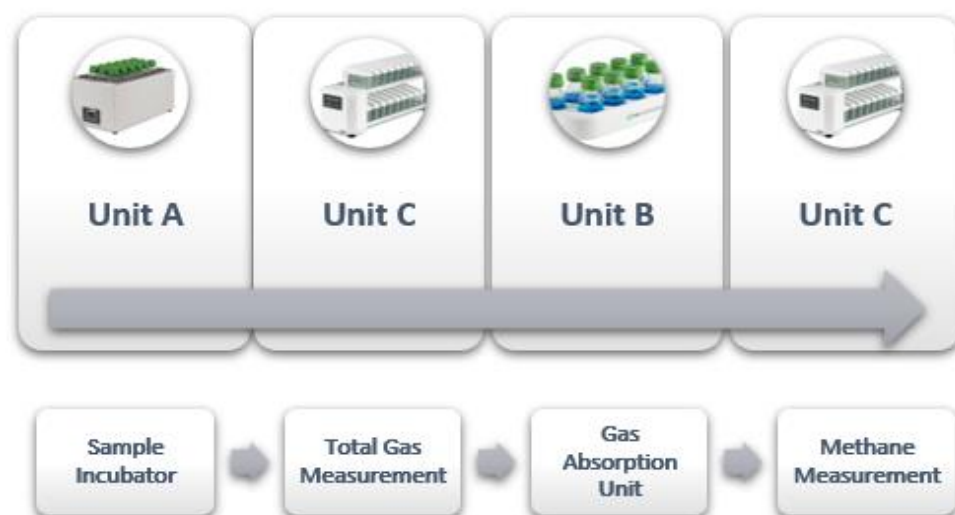 Unit A
Unit C
Unit B
Unit C
Sample
Incubator
Total Gas
Measurement
Gas
Absorption
Unit
Methane
Measurement